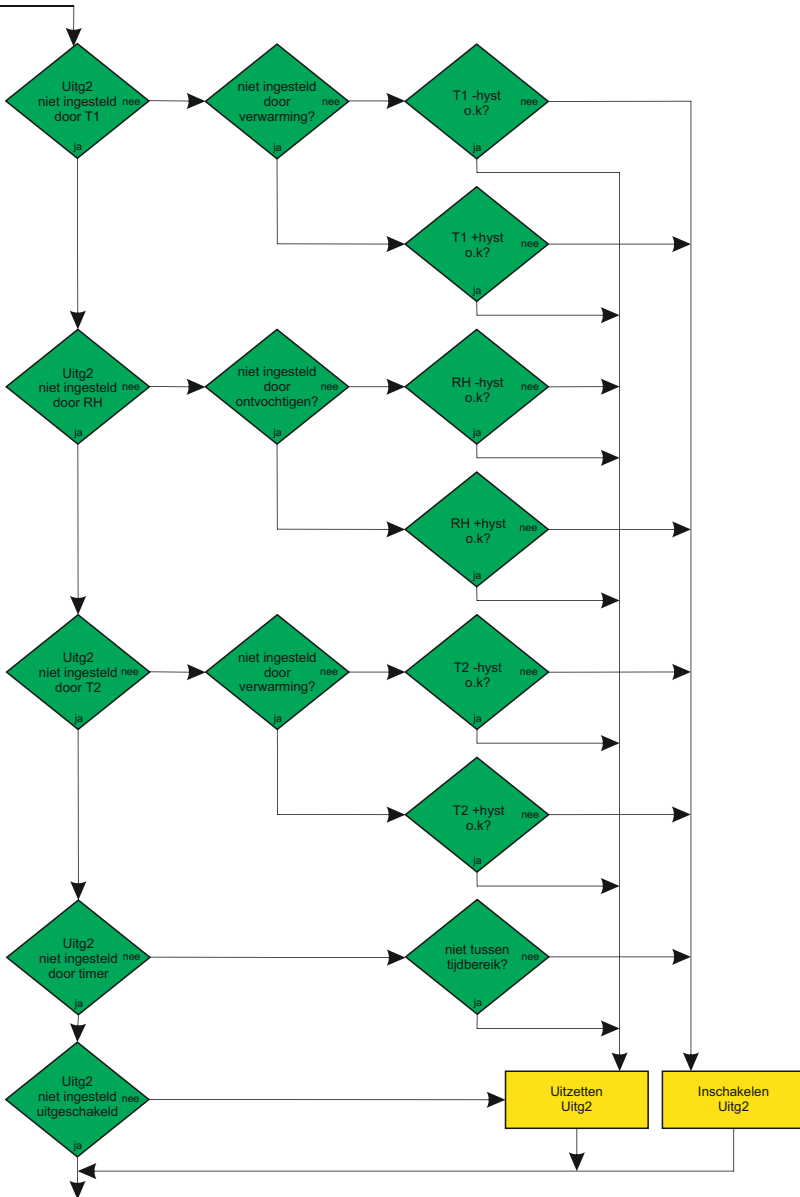 Uitg2
niet ingesteld nee
door T1
ja
niet ingesteld
door nee
verwarming?
ja
T1 -hyst nee
o.k?
ja
T1 +hyst nee
o.k?
ja
Uitg2
niet ingesteld nee
door RH
ja
niet ingesteld
door nee
ontvochtigen?
ja
RH -hyst nee
o.k?
ja
RH +hyst nee
o.k?
ja
Uitg2
niet ingesteld nee
door T2
ja
niet ingesteld
door nee
verwarming?
ja
T2 -hyst nee
o.k?
ja
T2 +hyst nee
o.k?
ja
Uitg2
niet ingesteld nee
door timer
ja
niet tussen nee
tijdbereik?
ja
Uitg2
niet ingesteld nee
uitgeschakeld
ja
Uitzetten
Uitg2
Inschakelen
Uitg2